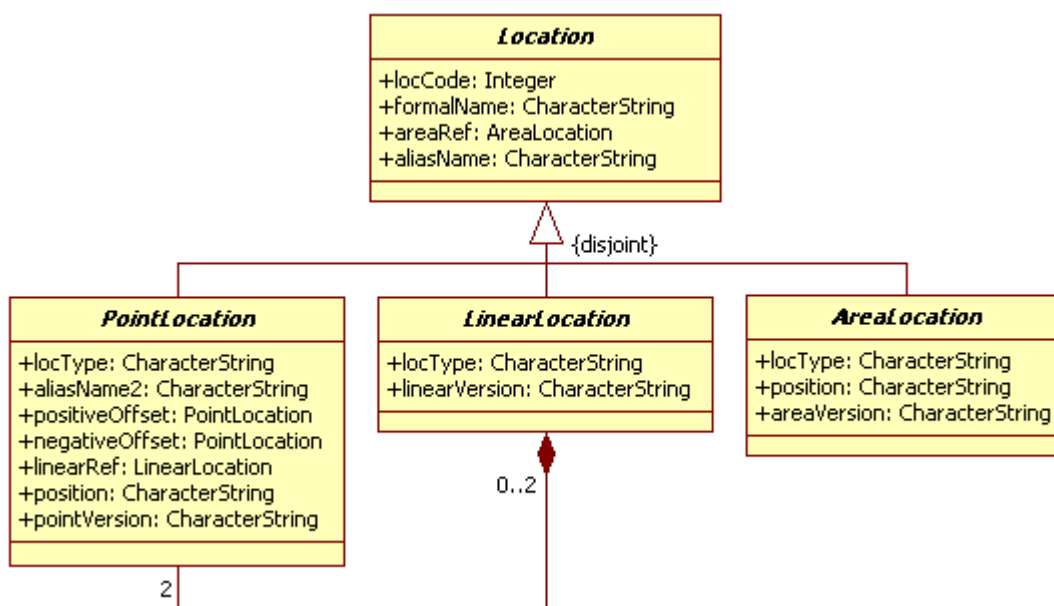 Location
+locCode: Integer
+formalName: CharacterString
+areaRef: AreaLocation
+aliasName: CharacterString
{disjoint}
PointLocation
+locType: CharacterString
+aliasName2: CharacterString
+positiveOffset: PointLocation
+negativeOffset: PointLocation
+linearRef: LinearLocation
+position: CharacterString
+pointVersion: CharacterString
2
LinearLocation
+locType: CharacterString
+linearVersion: CharacterString
0..2
AreaLocation
+locType: CharacterString
+position: CharacterString
+areaVersion: CharacterString